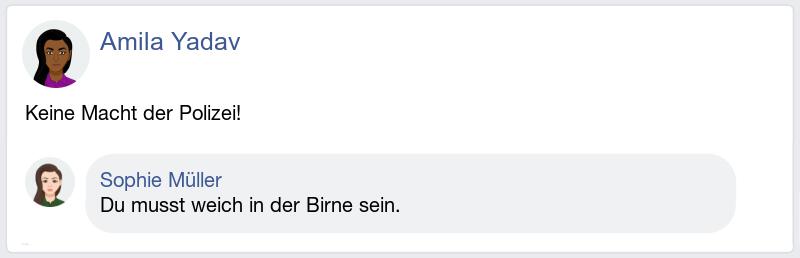 Amila Yadav
Keine Macht der Polizei!
Sophie Müller
Du musst weich in der Birne sein.